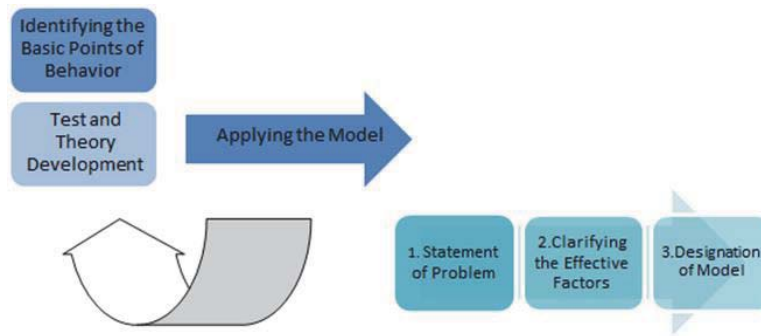 Identifying the
Basic Points of
Behavior
Test and
Theory
Development
Applying the Model
1. Statement
of Problem
2.Clarifying
the Effective
Factors
3.Designation
of Model